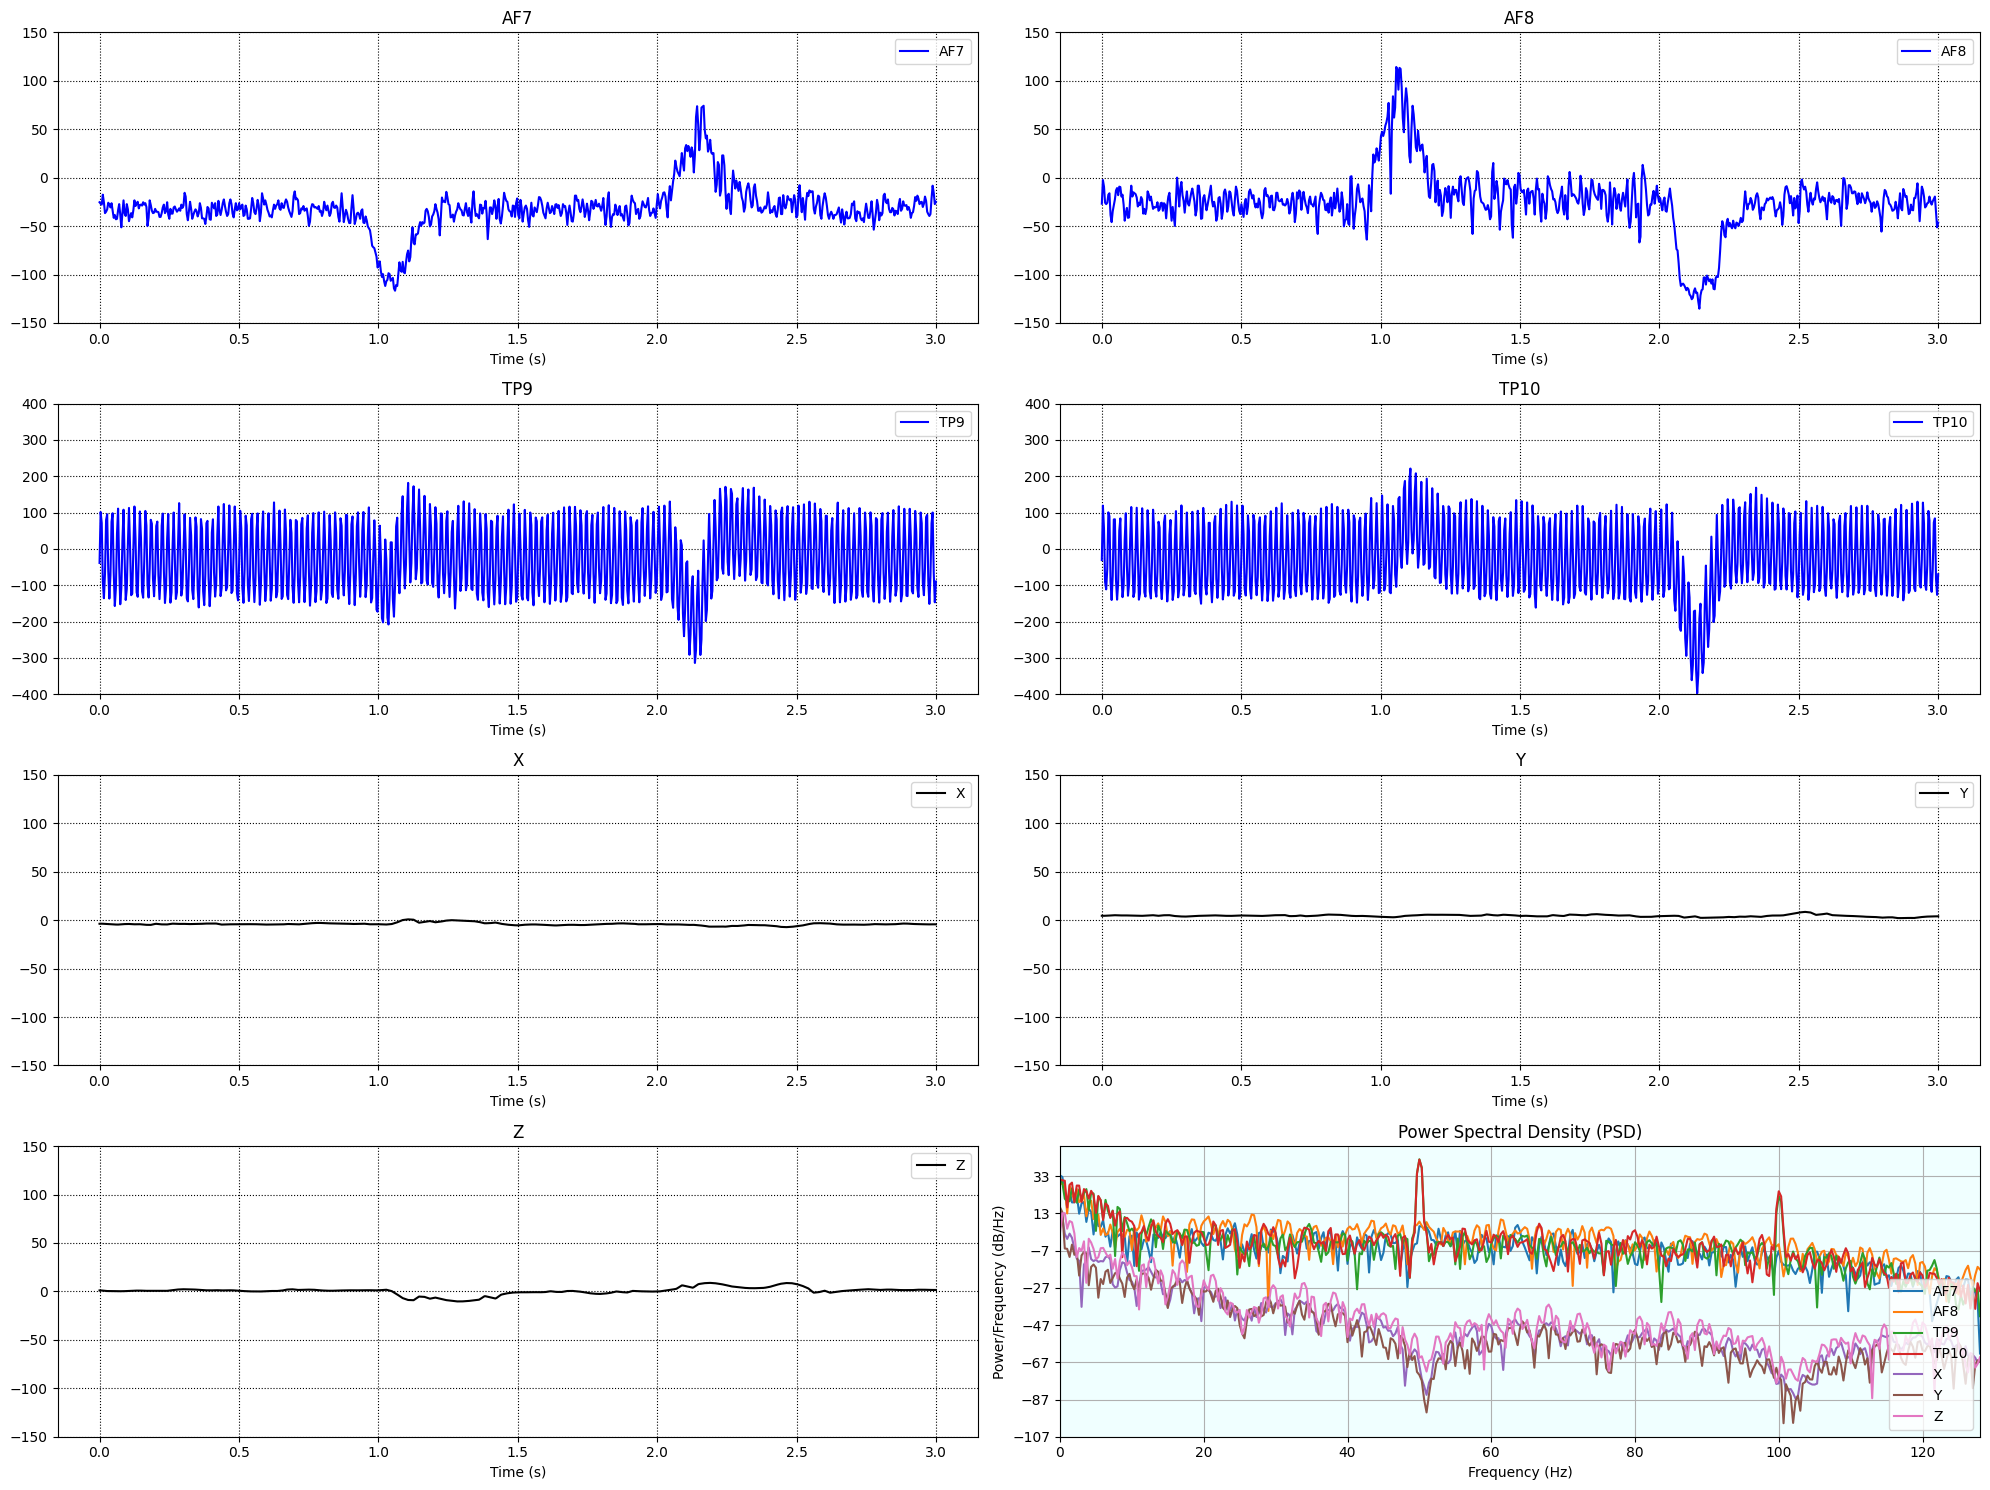 AF7
150
100
50
0
−50
−100
−150
AF7
0.0 0.5 1.0 1.5 2.0 2.5 3.0
Time (s)
AF8
150
100
50
0
−50
−100
−150
AF8
0.0 0.5 1.0 1.5 2.0 2.5 3.0
Time (s)
TP9
400
300
200
100
0
−100
−200
−300
−400
TP9
0.0 0.5 1.0 1.5 2.0 2.5 3.0
Time (s)
TP10
400
300
200
100
0
−100
−200
−300
−400
TP10
0.0 0.5 1.0 1.5 2.0 2.5 3.0
Time (s)
X
150
100
50
0
−50
−100
−150
X
0.0 0.5 1.0 1.5 2.0 2.5 3.0
Time (s)
Y
150
100
50
0
−50
−100
−150
Y
0.0 0.5 1.0 1.5 2.0 2.5 3.0
Time (s)
Z
150
100
50
0
−50
−100
−150
Z
0.0 0.5 1.0 1.5 2.0 2.5 3.0
Time (s)
Power Spectral Density (PSD)
Power/Frequency (dB/Hz)
33
13
−7
−27
−47
−67
−87
−107
AF7
AF8
TP9
TP10
X
Y
Z
0 20 40 60 80 100 120
Frequency (Hz)